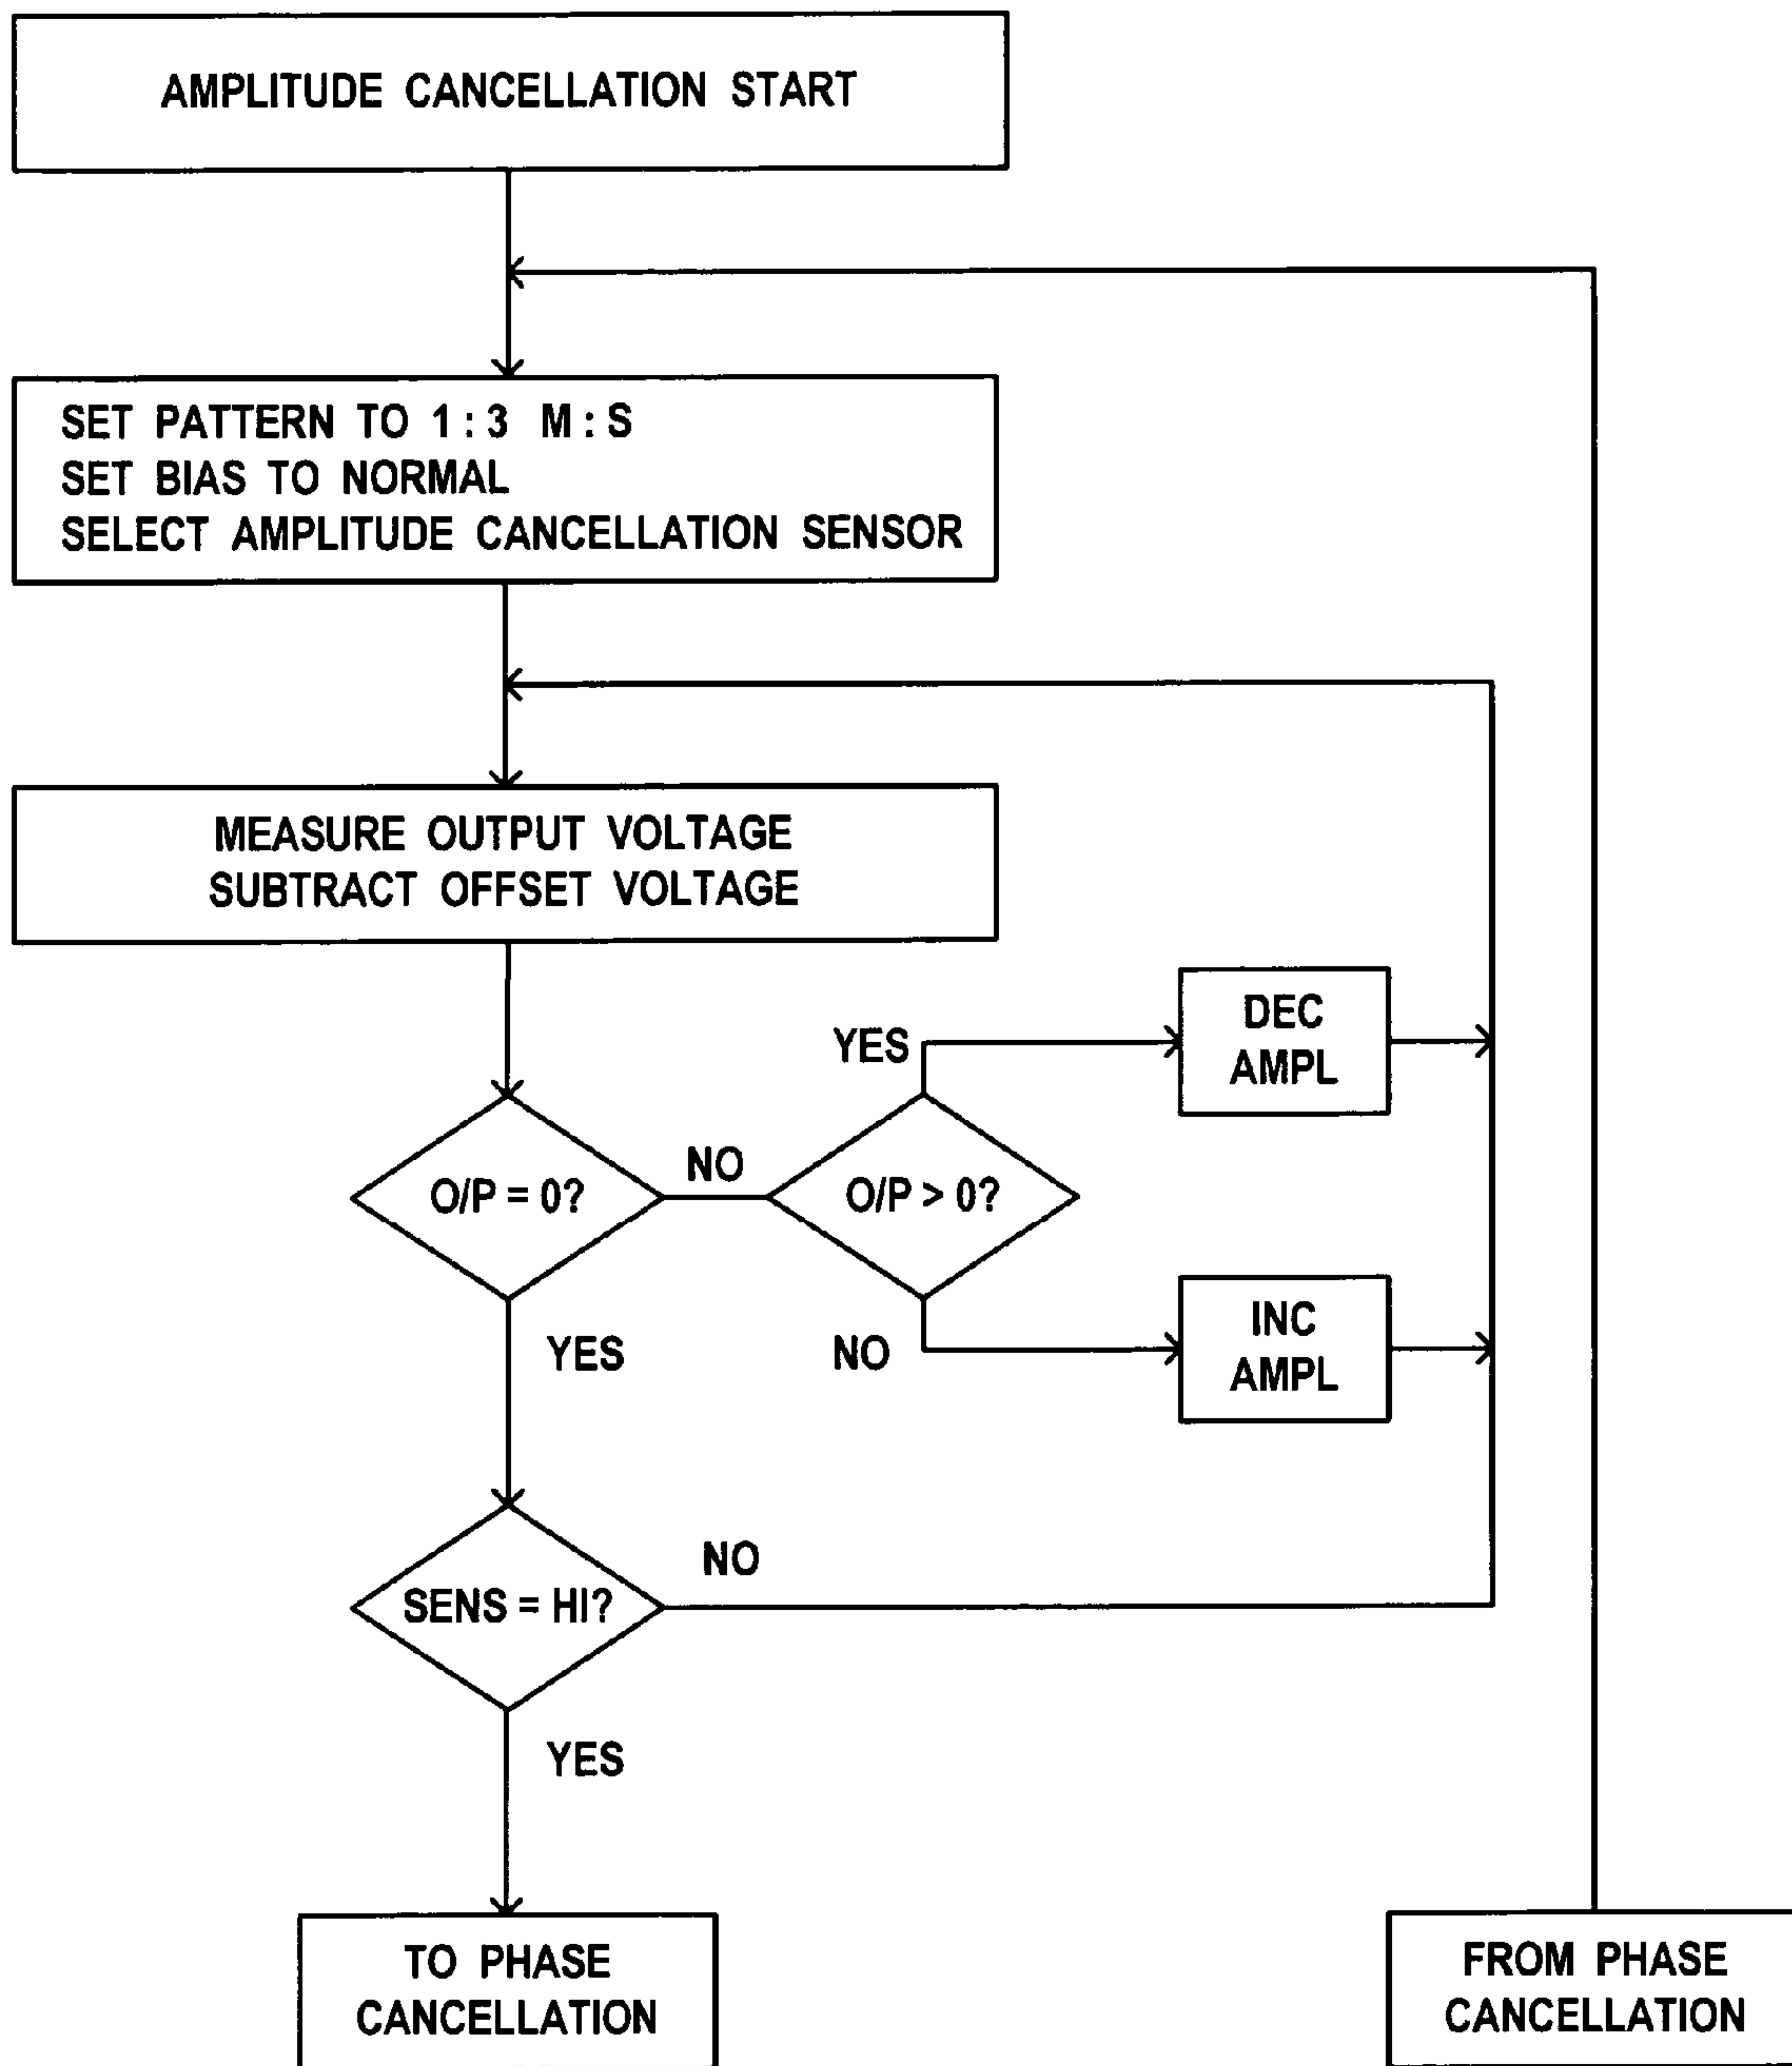 AMPLITUDE CANCELLATION START
SET PATTERN TO 1:3 M:S
SET BIAS TO NORMAL
SELECT AMPLITUDE CANCELLATION SENSOR
MEASURE OUTPUT VOLTAGE
SUBTRACT OFFSET VOLTAGE
DEC
AMPL
YES
O/P = 0?
NO
O/P > 0?
YES
NO
INC
AMPL
SENS = HI?
NO
YES
TO PHASE
CANCELLATION
FROM PHASE
CANCELLATION